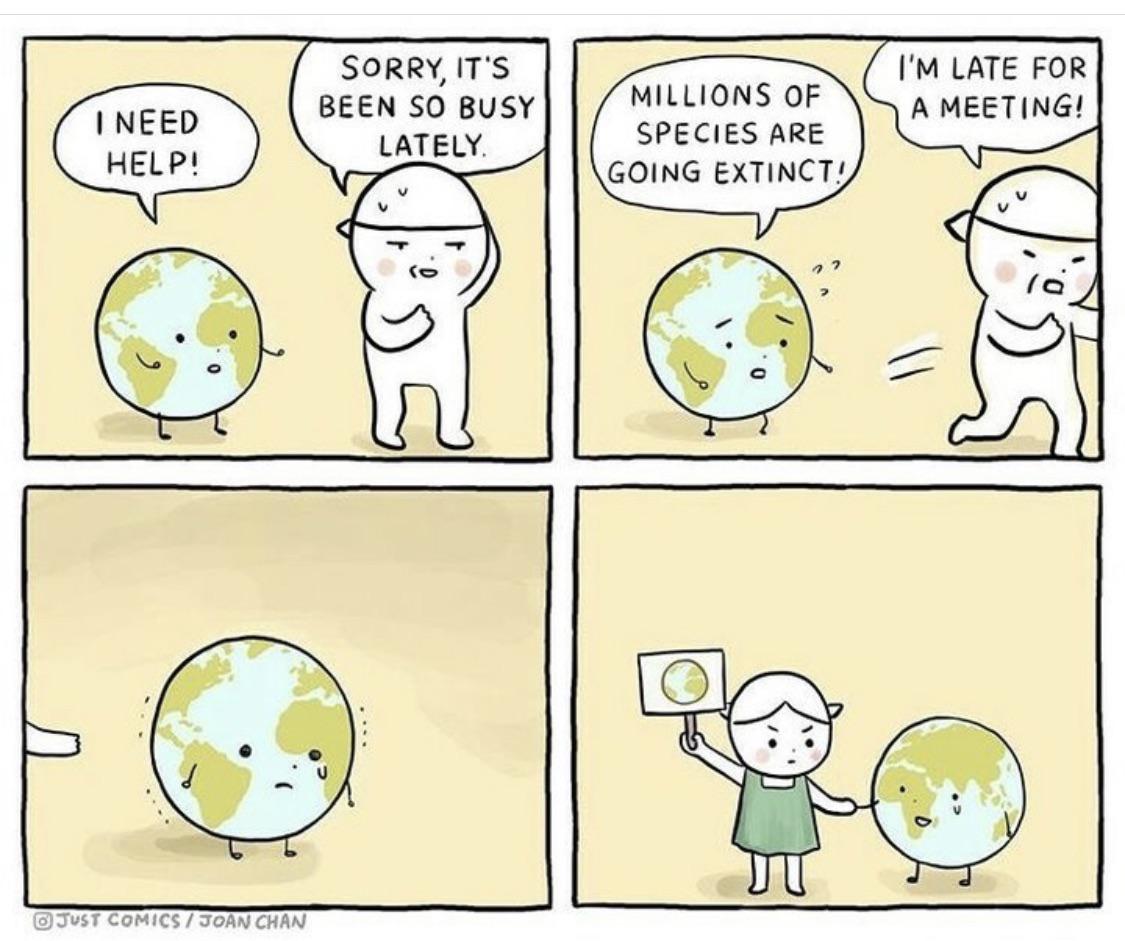 I NEED
HELP!
SORRY, IT'S
BEEN SO BUSY
LATELY.
MILLIONS OF
SPECIES ARE
GOING EXTINCT!
I'M LATE FOR
A MEETING!
JUST COMICS / JOAN CHAN